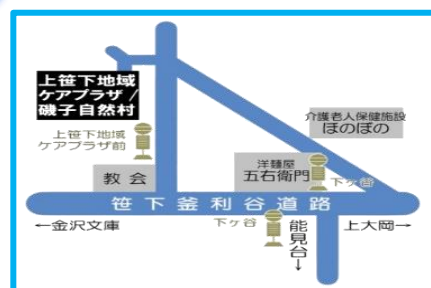 上笹下地域
ケアプラザ/
磯子自然村
上笹下地域
ケアプラザ前
介護老人保健施設
ほのぼの
教会
洋麺屋
五右衛門
下ケ谷
笹下釜利谷道路
←金沢文庫
下ケ谷
能見台→
上大岡→